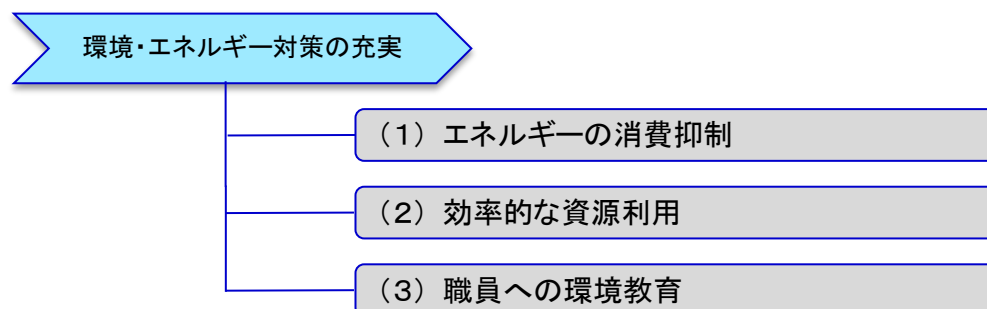 環境・エネルギー対策の充実
（１）エネルギーの消費抑制
（２）効率的な資源利用
（３）職員への環境教育